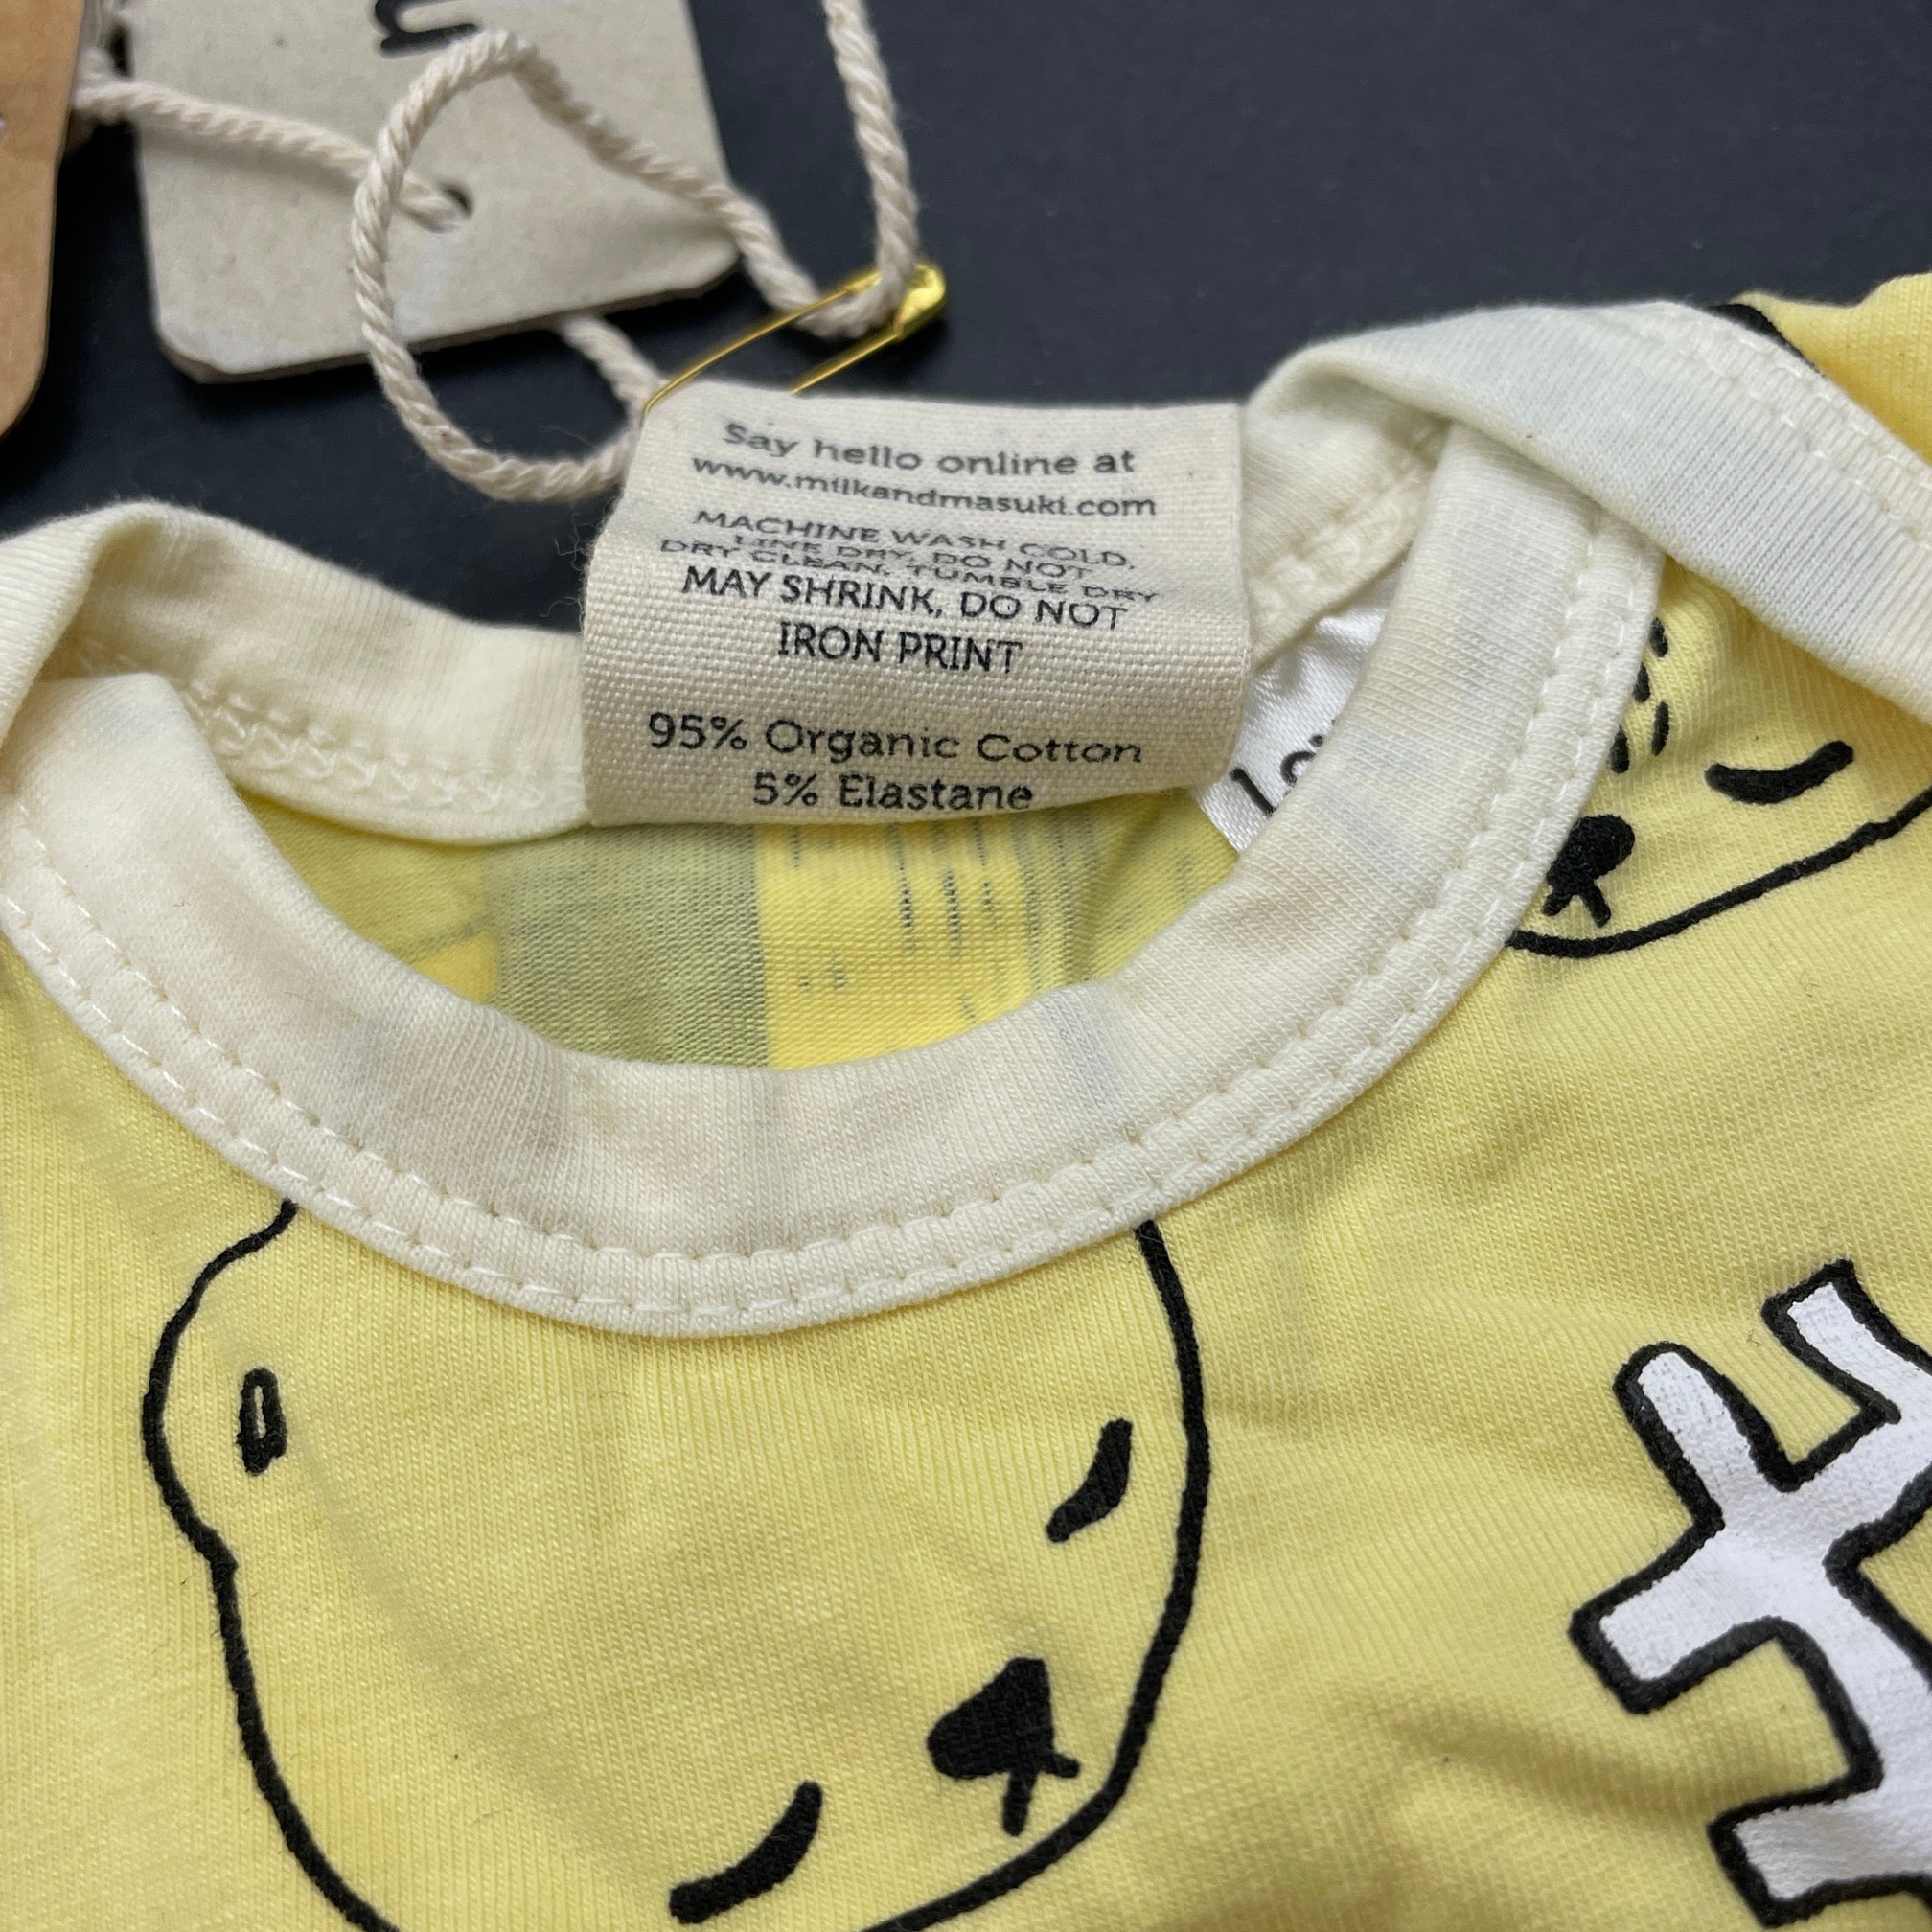 Say hello online at
www.milkandmasuki.com
MACHINE WASH COLD,
LINE DRY, DO NOT
DRY CLEAN, TUMBLE DRY
MAY SHRINK, DO NOT
IRON PRINT
95% Organic Cotton
5% Elastane